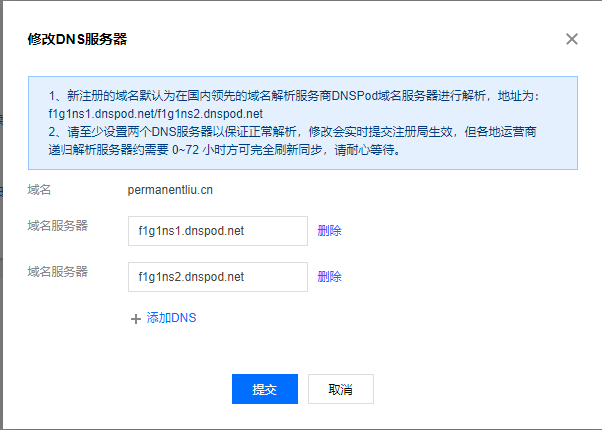 修改DNS服务器
1、新注册的域名默认为在国内领先的域名解析服务商DNSPod域名服务器进行解析，地址为：
f1g1ns1.dnspod.net/f1g1ns2.dnspod.net
2、请至少设置两个DNS服务器以保证正常解析，修改会实时提交注册局生效，但各地运营商
递归解析服务器约需要 0~72 小时方可完全刷新同步，请耐心等待。
域名 permanentliu.cn
域名服务器 f1g1ns1.dnspod.net 删除
域名服务器 f1g1ns2.dnspod.net 删除
添加DNS
提交 取消